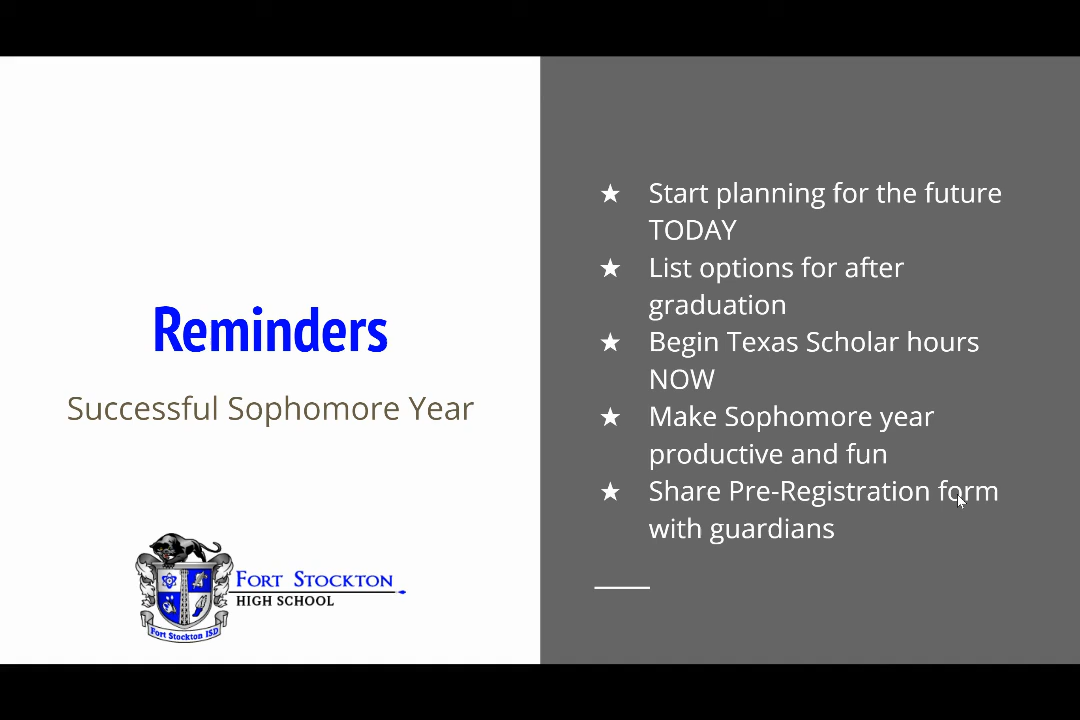 Reminders
Successful Sophomore Year
FORT STOCKTON
HIGH SCHOOL
Fort Stockton ISD
★ Start planning for the future
TODAY
★ List options for after
graduation
★ Begin Texas Scholar hours
NOW
★ Make Sophomore year
productive and fun
★ Share Pre-Registration form
with guardians